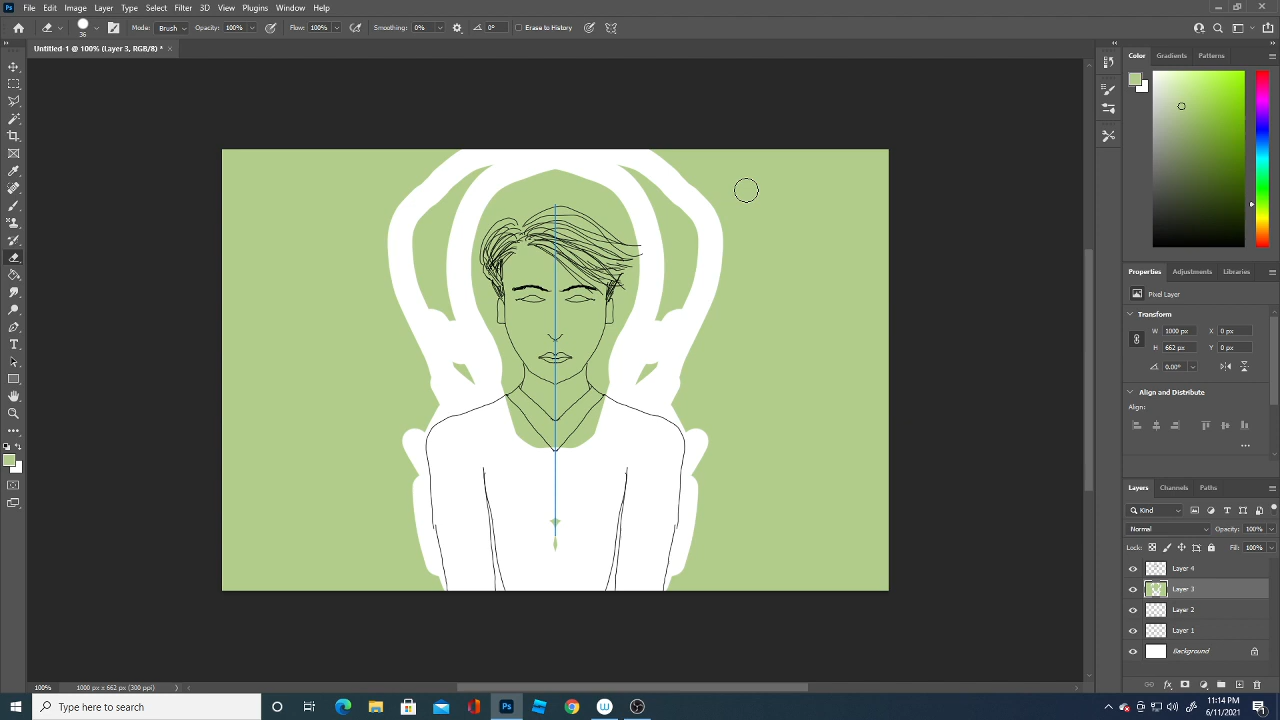 Ps File Edit Image Layer Type Select Filter 3D View Plugins Window Help
36 Mode: Brush Opacity: 100% Flow: 100% Smoothing: 0% 0° Erase to History
Untitled-1 @ 100% (Layer 3, RGB/8) * ×
Color Gradients Patterns
Properties Adjustments Libraries
Pixel Layer
Transform
W 1000 px X 0 px
H 662 px Y 0 px
0.00°
Align and Distribute
Align:
Layers Channels Paths
Kind
Normal Opacity: 100%
Lock: Fill: 100%
Layer 4
Layer 3
Layer 2
Layer 1
Background
fx
100% 1000 px x 662 px (300 ppi)
Type here to search
Ps
W
11:14 PM
6/11/2021